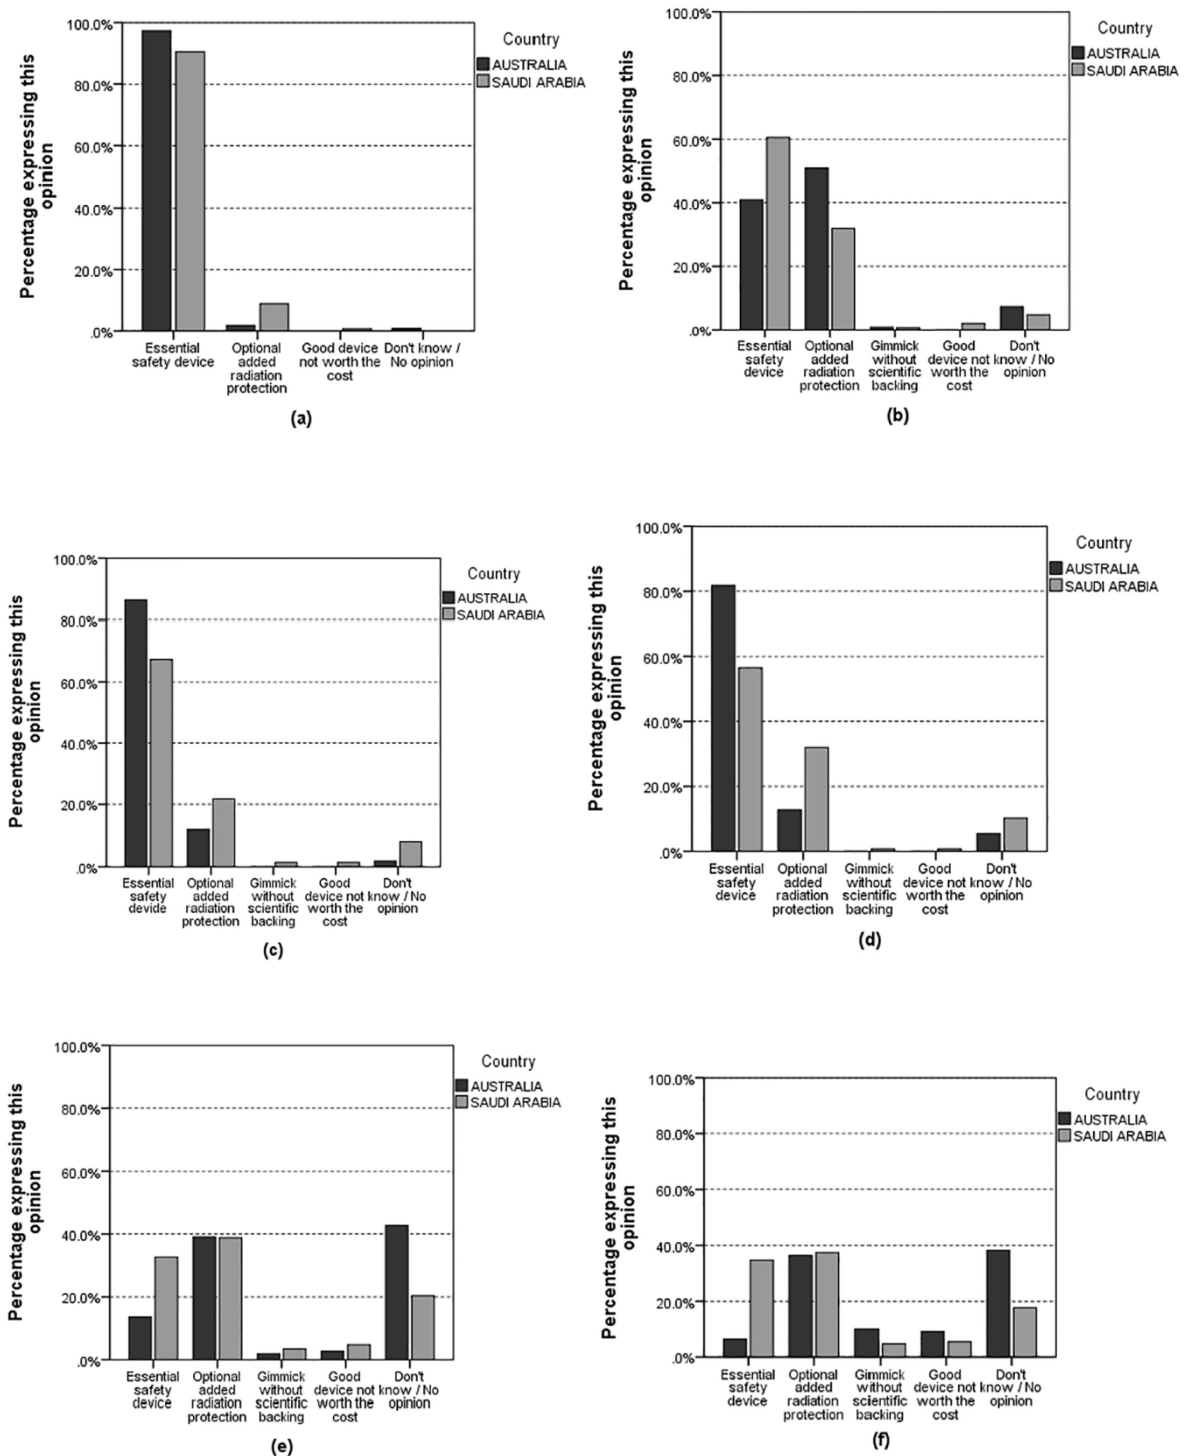 100.0%
80.0%
60.0%
40.0%
20.0%
.0%
Percentage expressing this
opinion
Country
AUSTRALIA
SAUDI ARABIA
Essential
safety device
Optional
added
radiation
protection
Good device
not worth the
cost
Don't know /
No opinion
(a)
100.0%
80.0%
60.0%
40.0%
20.0%
.0%
Percentage expressing this
opinion
Country
AUSTRALIA
SAUDI ARABIA
Essential
safety
device
Optional
added
radiation
protection
Gimmick
without
scientific
backing
Good
device not
worth the
cost
Don't
know / No
opinion
(b)
100.0%
80.0%
60.0%
40.0%
20.0%
.0%
Percentage expressing this
opinion
Country
AUSTRALIA
SAUDI ARABIA
Essential
safety
devide
Optional
added
radiation
protection
Gimmick
without
scientific
backing
Good
device not
worth the
cost
Don't
know / No
opinion
(c)
100.0%
80.0%
60.0%
40.0%
20.0%
.0%
Percentage expressing this
opinion
Country
AUSTRALIA
SAUDI ARABIA
Essential
safety
device
Optional
added
radiation
protection
Gimmick
without
scientific
backing
Good
device not
worth the
cost
Don't
know / No
opinion
(d)
100.0%
80.0%
60.0%
40.0%
20.0%
.0%
Percentage expressing this
opinion
Country
AUSTRALIA
SAUDI ARABIA
Essential
safety
device
Optional
added
radiation
protection
Gimmick
without
scientific
backing
Good
device not
worth the
cost
Don't
know / No
opinion
(e)
100.0%
80.0%
60.0%
40.0%
20.0%
.0%
Percentage expressing this
opinion
Country
AUSTRALIA
SAUDI ARABIA
Essential
safety
device
Optional
added
radiation
protection
Gimmick
without
scientific
backing
Good
device not
worth the
cost
Don't
know / No
opinion
(f)